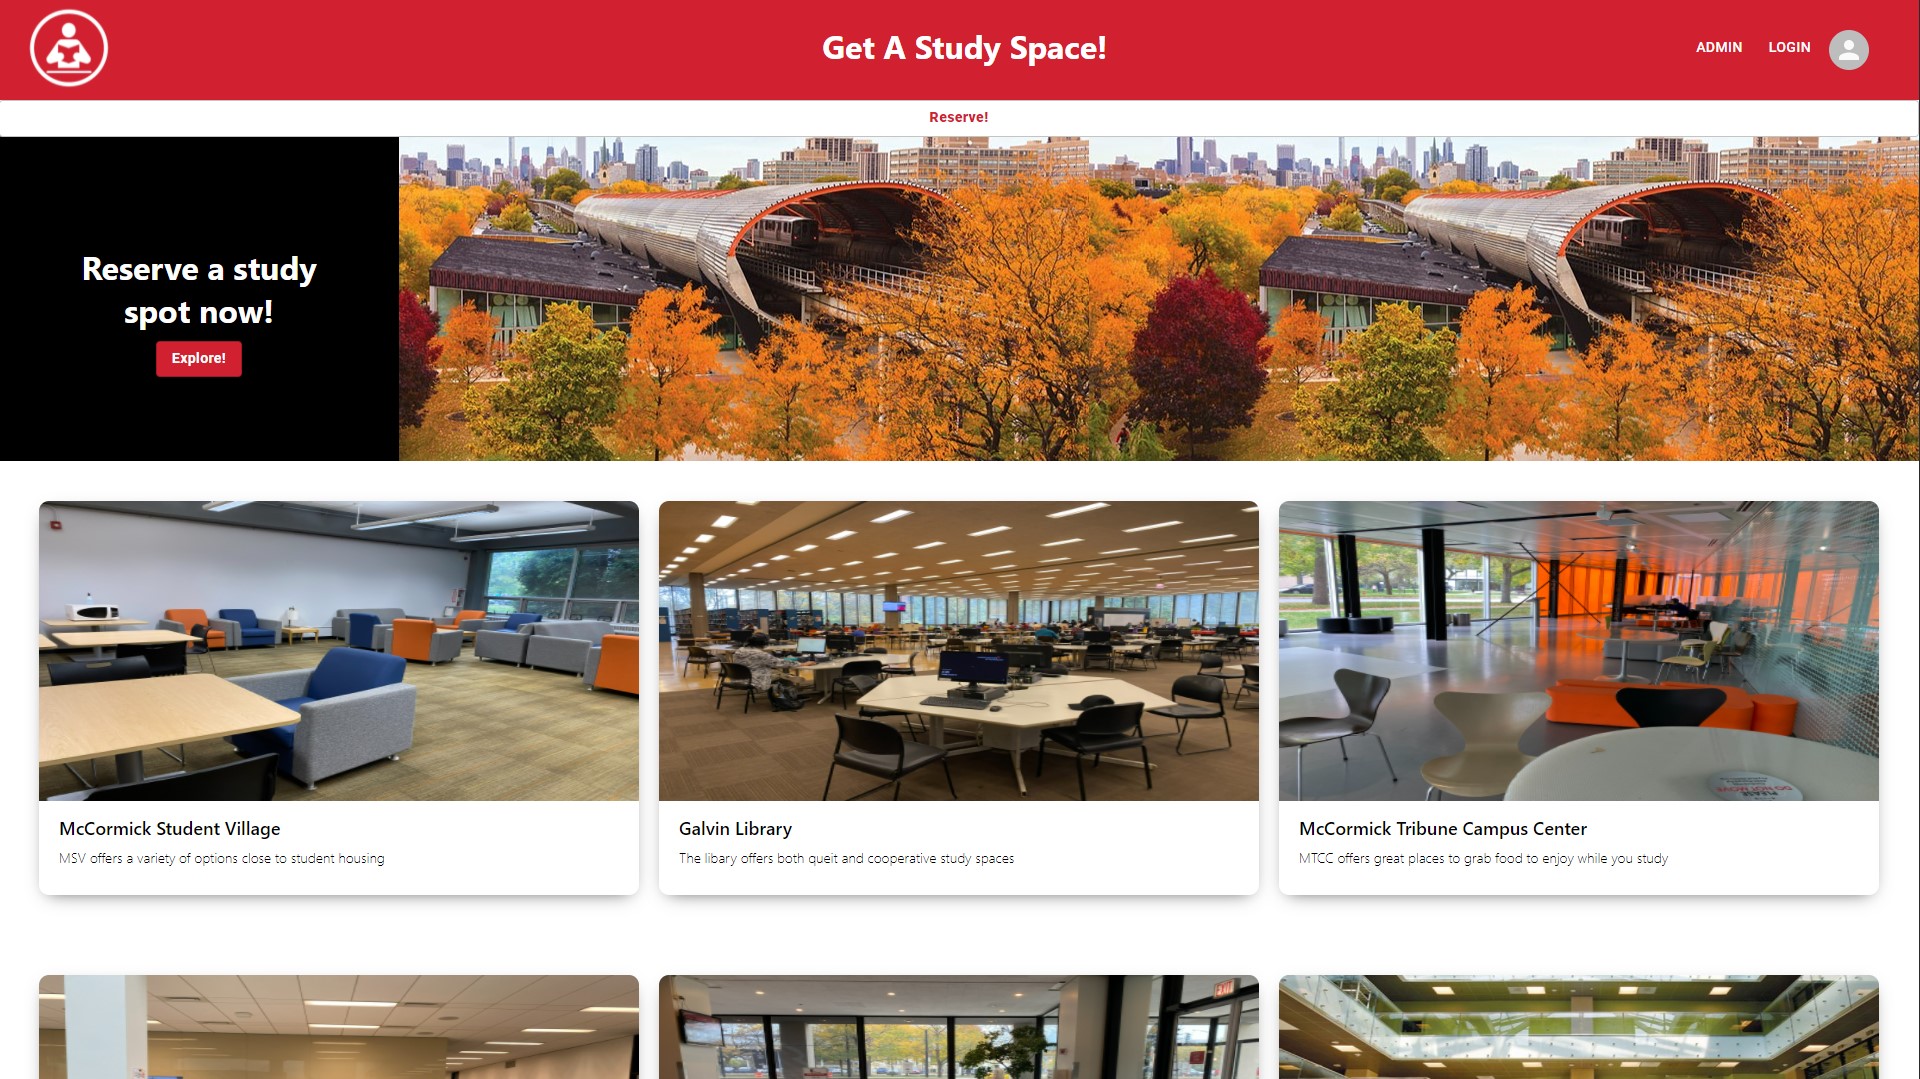 Get A Study Space!
ADMIN LOGIN
Reserve!
Reserve a study
spot now!
Explore!
McCormick Student Village
MSV offers a variety of options close to student housing
Galvin Library
The libary offers both queit and cooperative study spaces
McCormick Tribune Campus Center
MTCC offers great places to grab food to enjoy while you study
EXIT